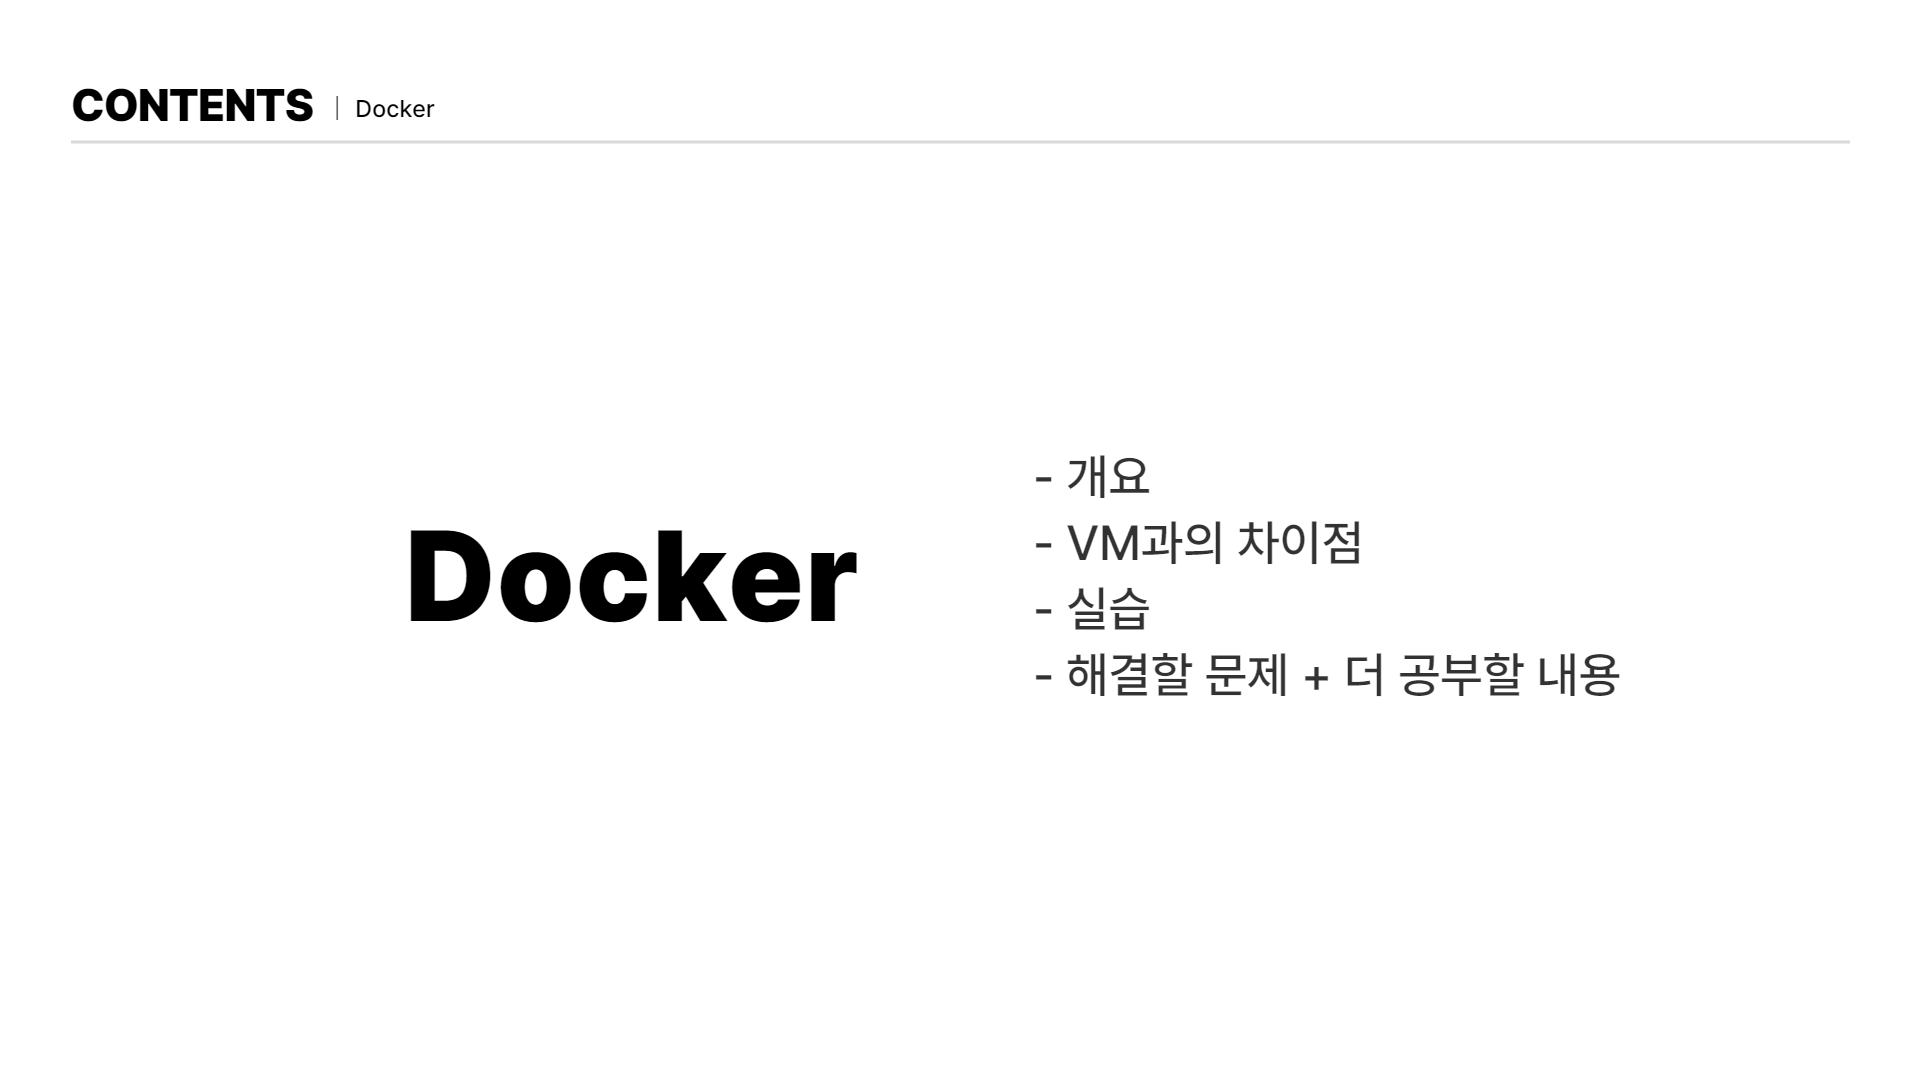 CONTENTS | Docker
Docker
- 개요
- VM과의 차이점
- 실습
- 해결할 문제 + 더 공부할 내용